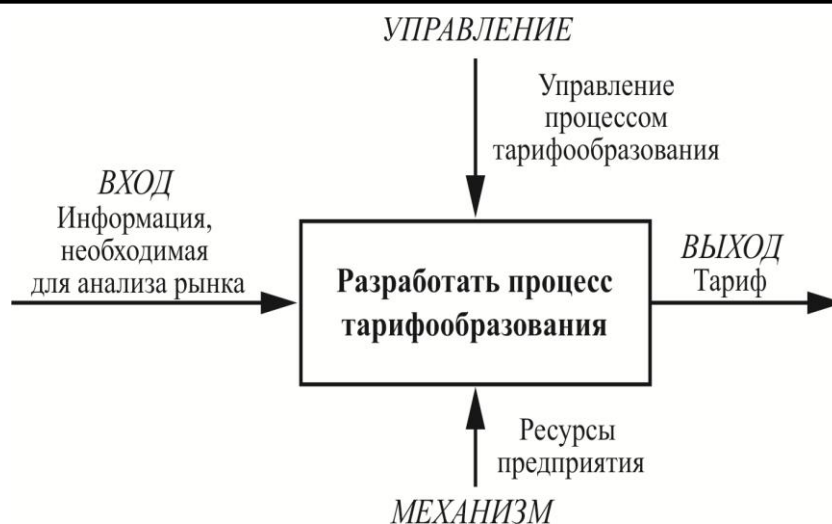 УПРАВЛЕНИЕ
Управление
процессом
тарифообразования
ВХОД
Информация,
необходимая
для анализа рынка
Разработать процесс
тарифообразования
ВЫХОД
Тариф
Ресурсы
предприятия
МЕХАНИЗМ